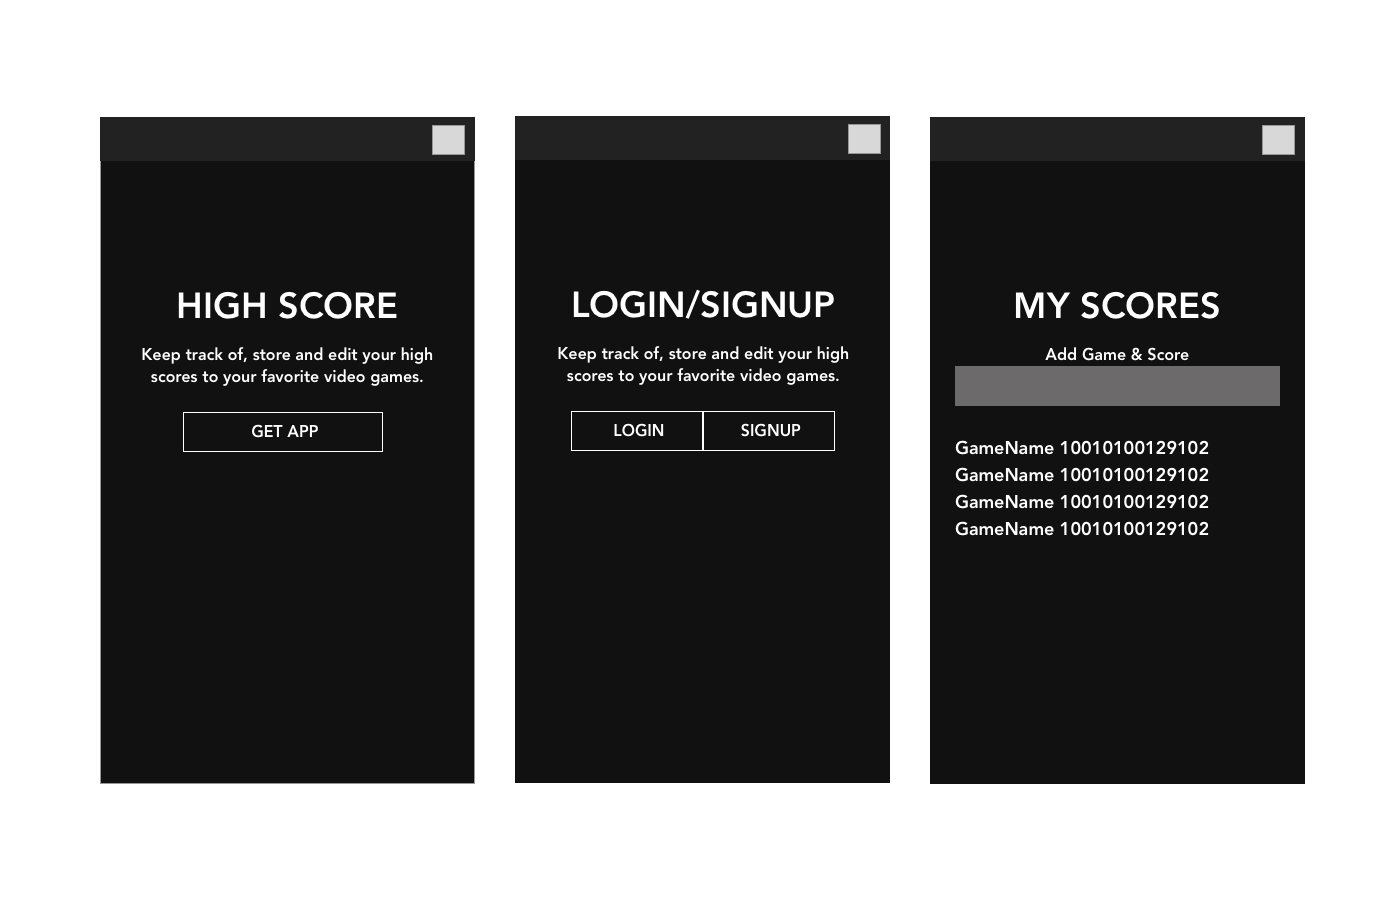 HIGH SCORE
Keep track of, store and edit your high
scores to your favorite video games.
GET APP
LOGIN/SIGNUP
Keep track of, store and edit your high
scores to your favorite video games.
LOGIN SIGNUP
MY SCORES
Add Game & Score
GameName 10010100129102
GameName 10010100129102
GameName 10010100129102
GameName 10010100129102